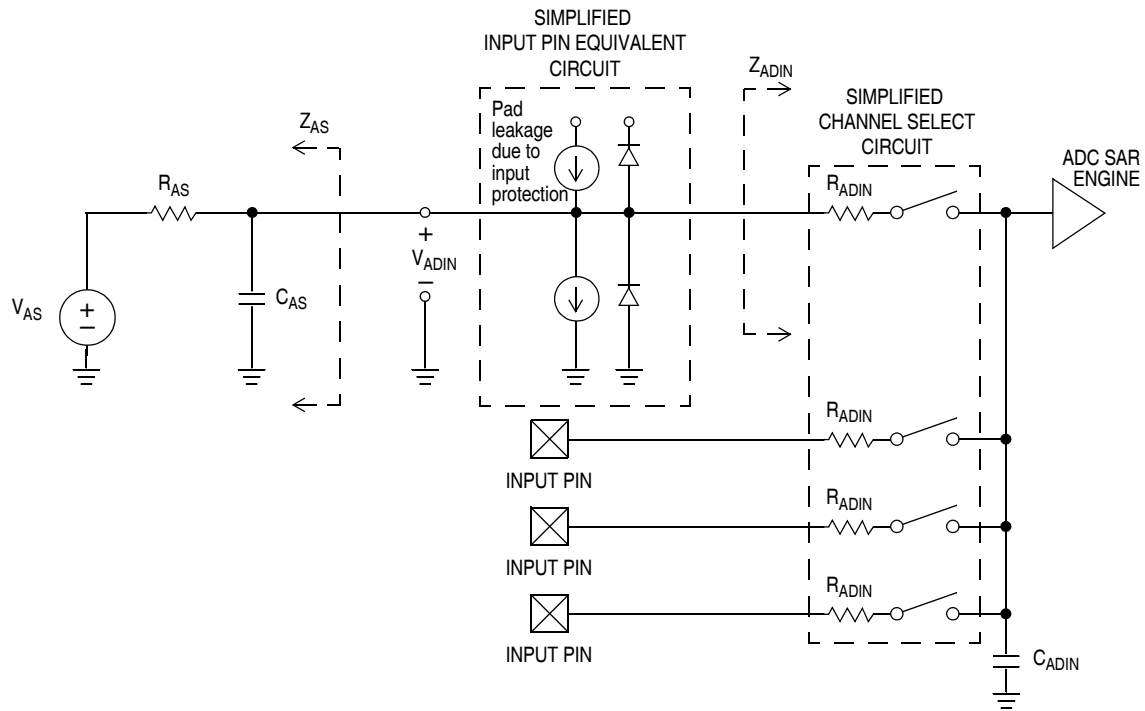 SIMPLIFIED
INPUT PIN EQUIVALENT
CIRCUIT
Z_ADIN
SIMPLIFIED
CHANNEL SELECT
CIRCUIT
ADC SAR
ENGINE
Pad
leakage
due to
input
protection
Z_AS
R_AS
R_ADIN
+
V_ADIN
−
V_AS
+
−
C_AS
R_ADIN
INPUT PIN
R_ADIN
INPUT PIN
R_ADIN
INPUT PIN
C_ADIN